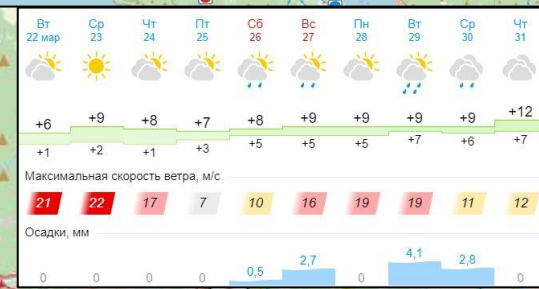 Вт Ср Чт Пт Сб Вс Пн Вт Ср Чт
22 мар 23 24 25 26 27 28 29 30 31
+6 +9 +8 +7 +8 +9 +9 +9 +9 +12
+1 +2 +1 +3 +5 +5 +5 +7 +6 +7
Максимальная скорость ветра, м/с
21 22 17 7 10 16 19 19 11 12
Осадки, мм
0 0 0 0 0,5 2,7 0 4,1 2,8 0